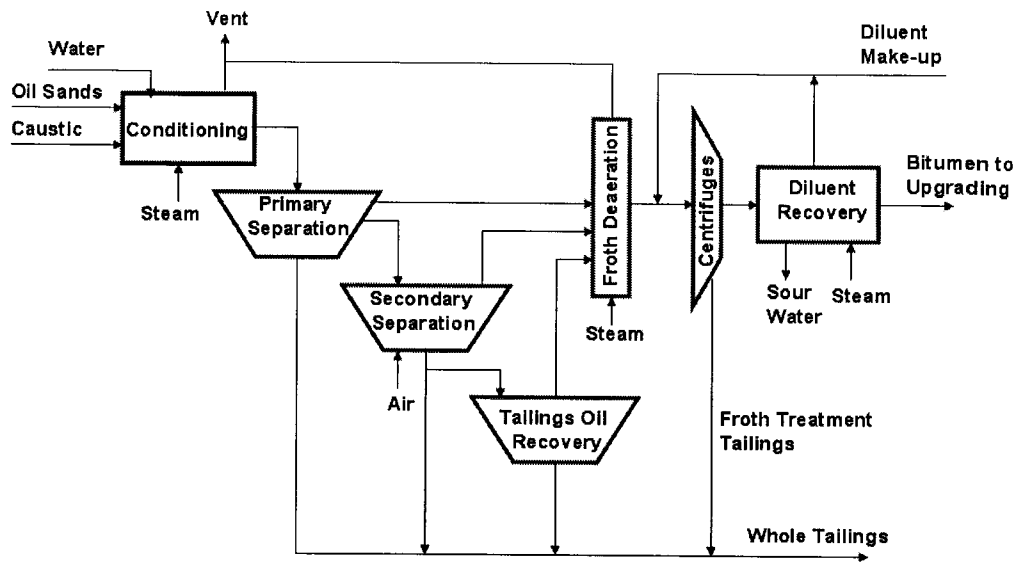 Vent
Water
Oil Sands
Caustic
Conditioning
Steam
Primary
Separation
Secondary
Separation
Air
Tailings Oil
Recovery
Froth Deaeration
Steam
Centrifuges
Diluent
Make-up
Diluent
Recovery
Bitumen to
Upgrading
Sour
Water
Steam
Froth Treatment
Tailings
Whole Tailings